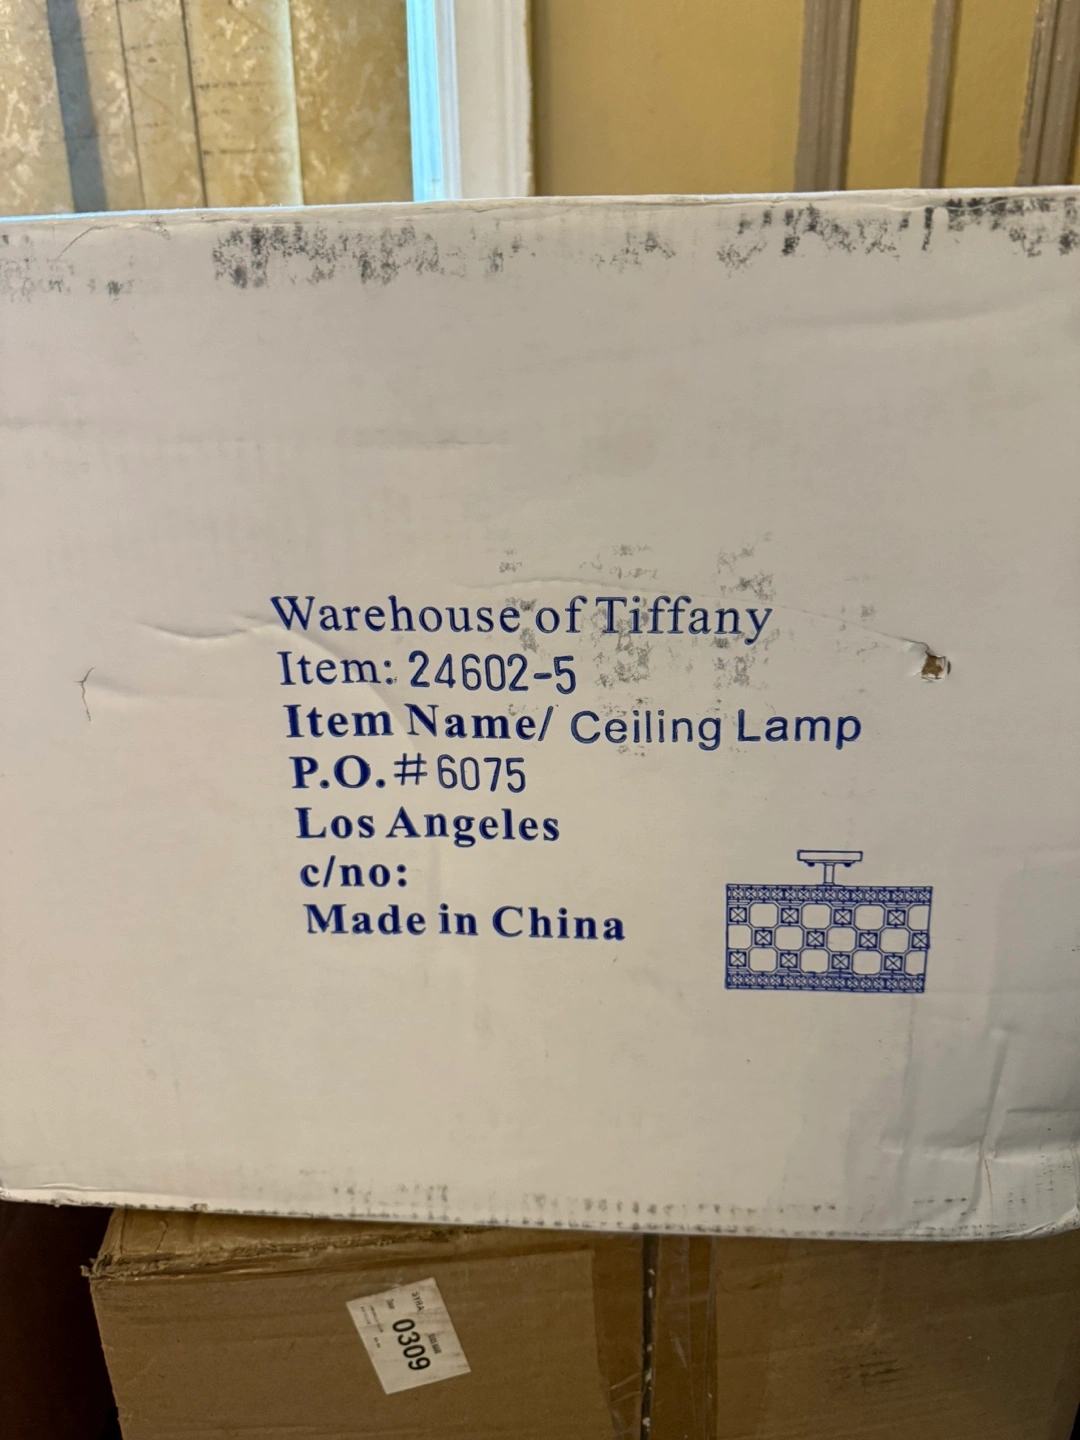 Warehouse of Tiffany
Item: 24602-5
Item Name/ Ceiling Lamp
P.O.#6075
Los Angeles
c/no:
Made in China
0309